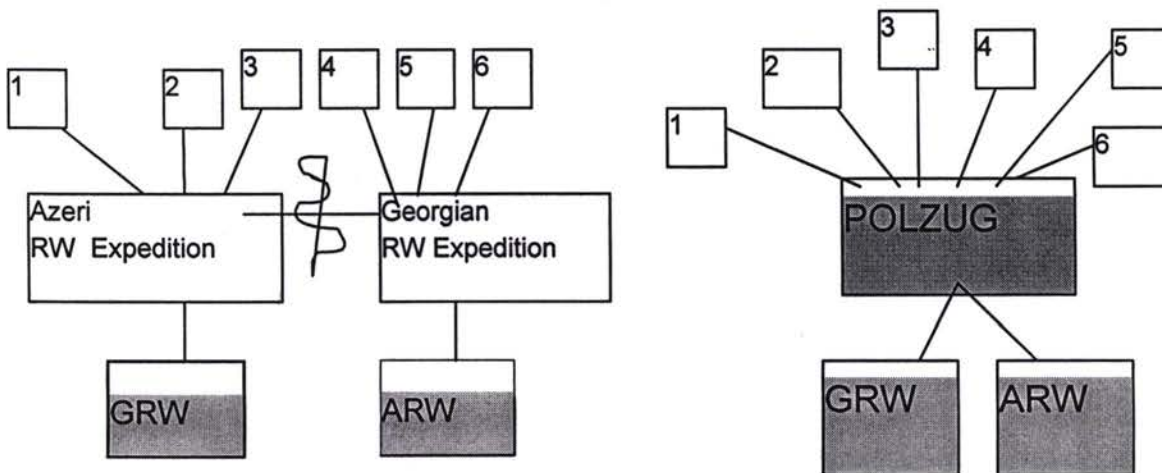 1
2
3
4
5
6
Azeri
RW Expedition
Georgian
RW Expedition
GRW
ARW
1
2
3
4
5
6
POLZUG
GRW
ARW